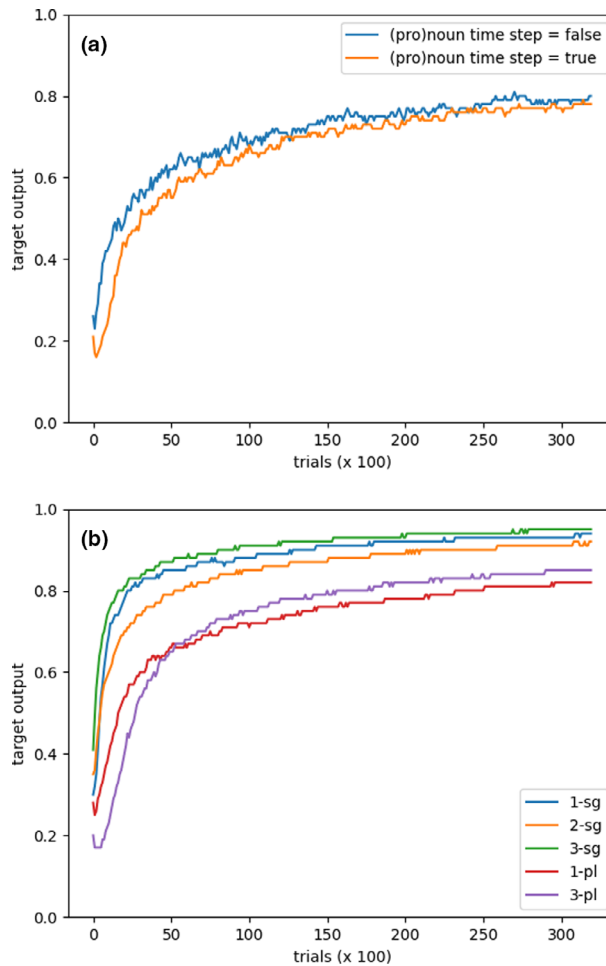 (a)
(pro)noun time step = false
(pro)noun time step = true
target output
1.0
0.8
0.6
0.4
0.2
0.0
0 50 100 150 200 250 300
trials (x 100)
(b)
target output
1.0
0.8
0.6
0.4
0.2
0.0
1-sg
2-sg
3-sg
1-pl
3-pl
0 50 100 150 200 250 300
trials (x 100)